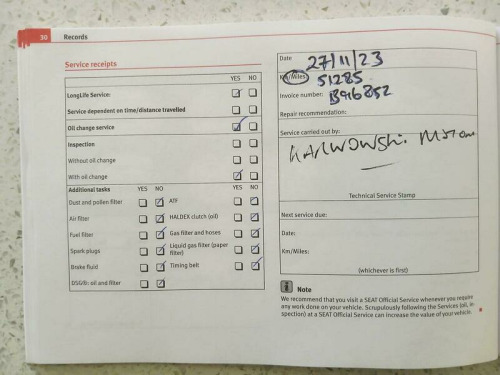 30 Records
Service receipts
YES NO
LongLife Service:
Service dependent on time/distance travelled
Oil change service
Inspection
Without oil change
With oil change
Additional tasks YES NO YES NO
Dust and pollen filter ATF
Air filter HALDEX clutch (oil)
Fuel filter Gas filter and hoses
Spark plugs Liquid gas filter (paper filter)
Brake fluid Timing belt
DSG®: oil and filter
Date 27/11/23
Km/Miles: 51285
Invoice number: B916852
Repair recommendation:
Service carried out by:
Technical Service Stamp
Next service due:
Date:
Km/Miles:
(whichever is first)
i Note
We recommend that you visit a SEAT Official Service whenever you require
any work done on your vehicle. Scrupulously following the Services (oil, in-
spection) at a SEAT Official Service can increase the value of your vehicle.